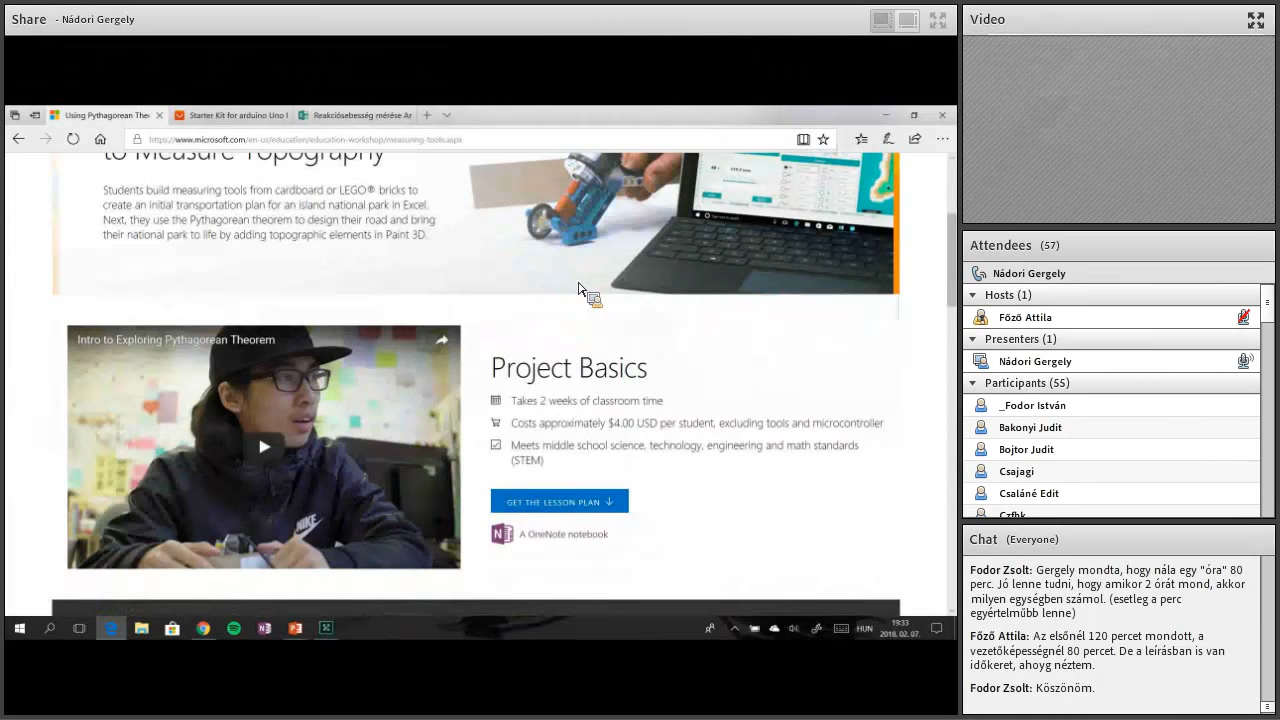 Share - Nádori Gergely
Using Pythagorean Theo
Starter Kit for arduino Uno I
Reakciósebesség mérése Ar
https://www.microsoft.com/en-us/education/education-workshop/measuring-tools.aspx
to Measure Topography
Students build measuring tools from cardboard or LEGO® bricks to
create an initial transportation plan for an island national park in Excel.
Next, they use the Pythagorean theorem to design their road and bring
their national park to life by adding topographic elements in Paint 3D.
Intro to Exploring Pythagorean Theorem
NIKE
Project Basics
Takes 2 weeks of classroom time
Costs approximately $4.00 USD per student, excluding tools and microcontroller
Meets middle school science, technology, engineering and math standards
(STEM)
GET THE LESSON PLAN
A OneNote notebook
HUN
19:33
2018. 02. 07.
Video
Attendees (57)
Nádori Gergely
Hosts (1)
Főző Attila
Presenters (1)
Nádori Gergely
Participants (55)
_Fodor István
Bakonyi Judit
Bojtor Judit
Csajagi
Csaláné Edit
Chat (Everyone)
Fodor Zsolt: Gergely mondta, hogy nála egy "óra" 80
perc. Jó lenne tudni, hogy amikor 2 órát mond, akkor
milyen egységben számol. (esetleg a perc
egyértelműbb lenne)
Főző Attila: Az elsőnél 120 percet mondott, a
vezetőképességnél 80 percet. De a leírásban is van
időkeret, ahoyg néztem.
Fodor Zsolt: Köszönöm.